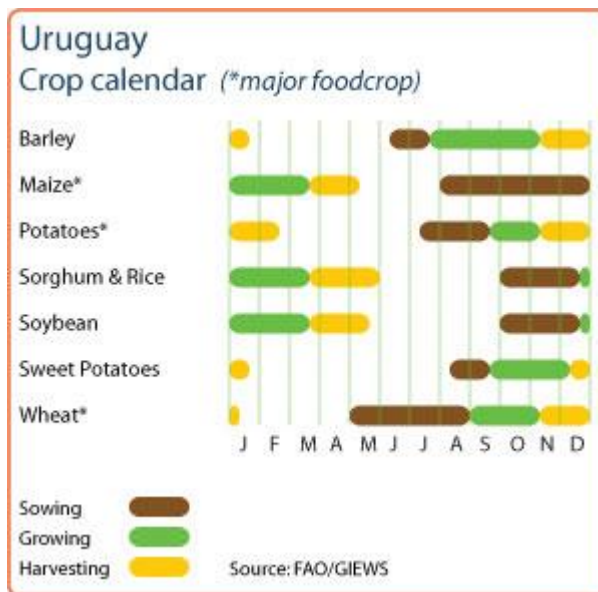 Uruguay
Crop calendar (*major foodcrop)
Barley
Maize*
Potatoes*
Sorghum & Rice
Soybean
Sweet Potatoes
Wheat*
J F M A M J J A S O N D
Sowing
Growing
Harvesting Source: FAO/GIEWS